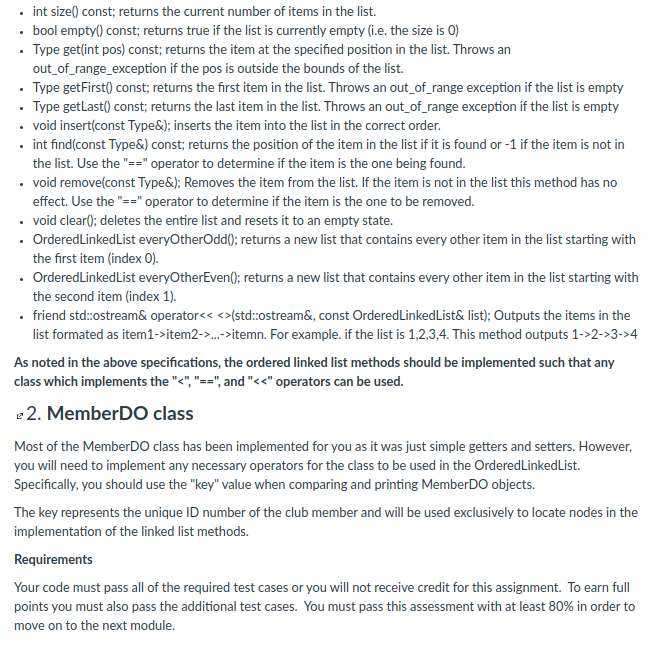 • int size() const; returns the current number of items in the list.
• bool empty() const; returns true if the list is currently empty (i.e. the size is 0)
• Type get(int pos) const; returns the item at the specified position in the list. Throws an
out_of_range_exception if the pos is outside the bounds of the list.
• Type getFirst() const; returns the first item in the list. Throws an out_of_range exception if the list is empty
• Type getLast() const; returns the last item in the list. Throws an out_of_range exception if the list is empty
• void insert(const Type&); inserts the item into the list in the correct order.
• int find(const Type&) const; returns the position of the item in the list if it is found or -1 if the item is not in
the list. Use the "==" operator to determine if the item is the one being found.
• void remove(const Type&); Removes the item from the list. If the item is not in the list this method has no
effect. Use the "==" operator to determine if the item is the one to be removed.
• void clear(); deletes the entire list and resets it to an empty state.
• OrderedLinkedList everyOtherOdd(); returns a new list that contains every other item in the list starting with
the first item (index 0).
• OrderedLinkedList everyOtherEven(); returns a new list that contains every other item in the list starting with
the second item (index 1).
• friend std::ostream& operator<< <>(std::ostream&, const OrderedLinkedList& list); Outputs the items in the
list formated as item1->item2->...->itemn. For example. if the list is 1,2,3,4. This method outputs 1->2->3->4
As noted in the above specifications, the ordered linked list methods should be implemented such that any
class which implements the "<", "==", and "<<" operators can be used.
2. MemberDO class
Most of the MemberDO class has been implemented for you as it was just simple getters and setters. However,
you will need to implement any necessary operators for the class to be used in the OrderedLinkedList.
Specifically, you should use the "key" value when comparing and printing MemberDO objects.
The key represents the unique ID number of the club member and will be used exclusively to locate nodes in the
implementation of the linked list methods.
Requirements
Your code must pass all of the required test cases or you will not receive credit for this assignment. To earn full
points you must also pass the additional test cases. You must pass this assessment with at least 80% in order to
move on to the next module.